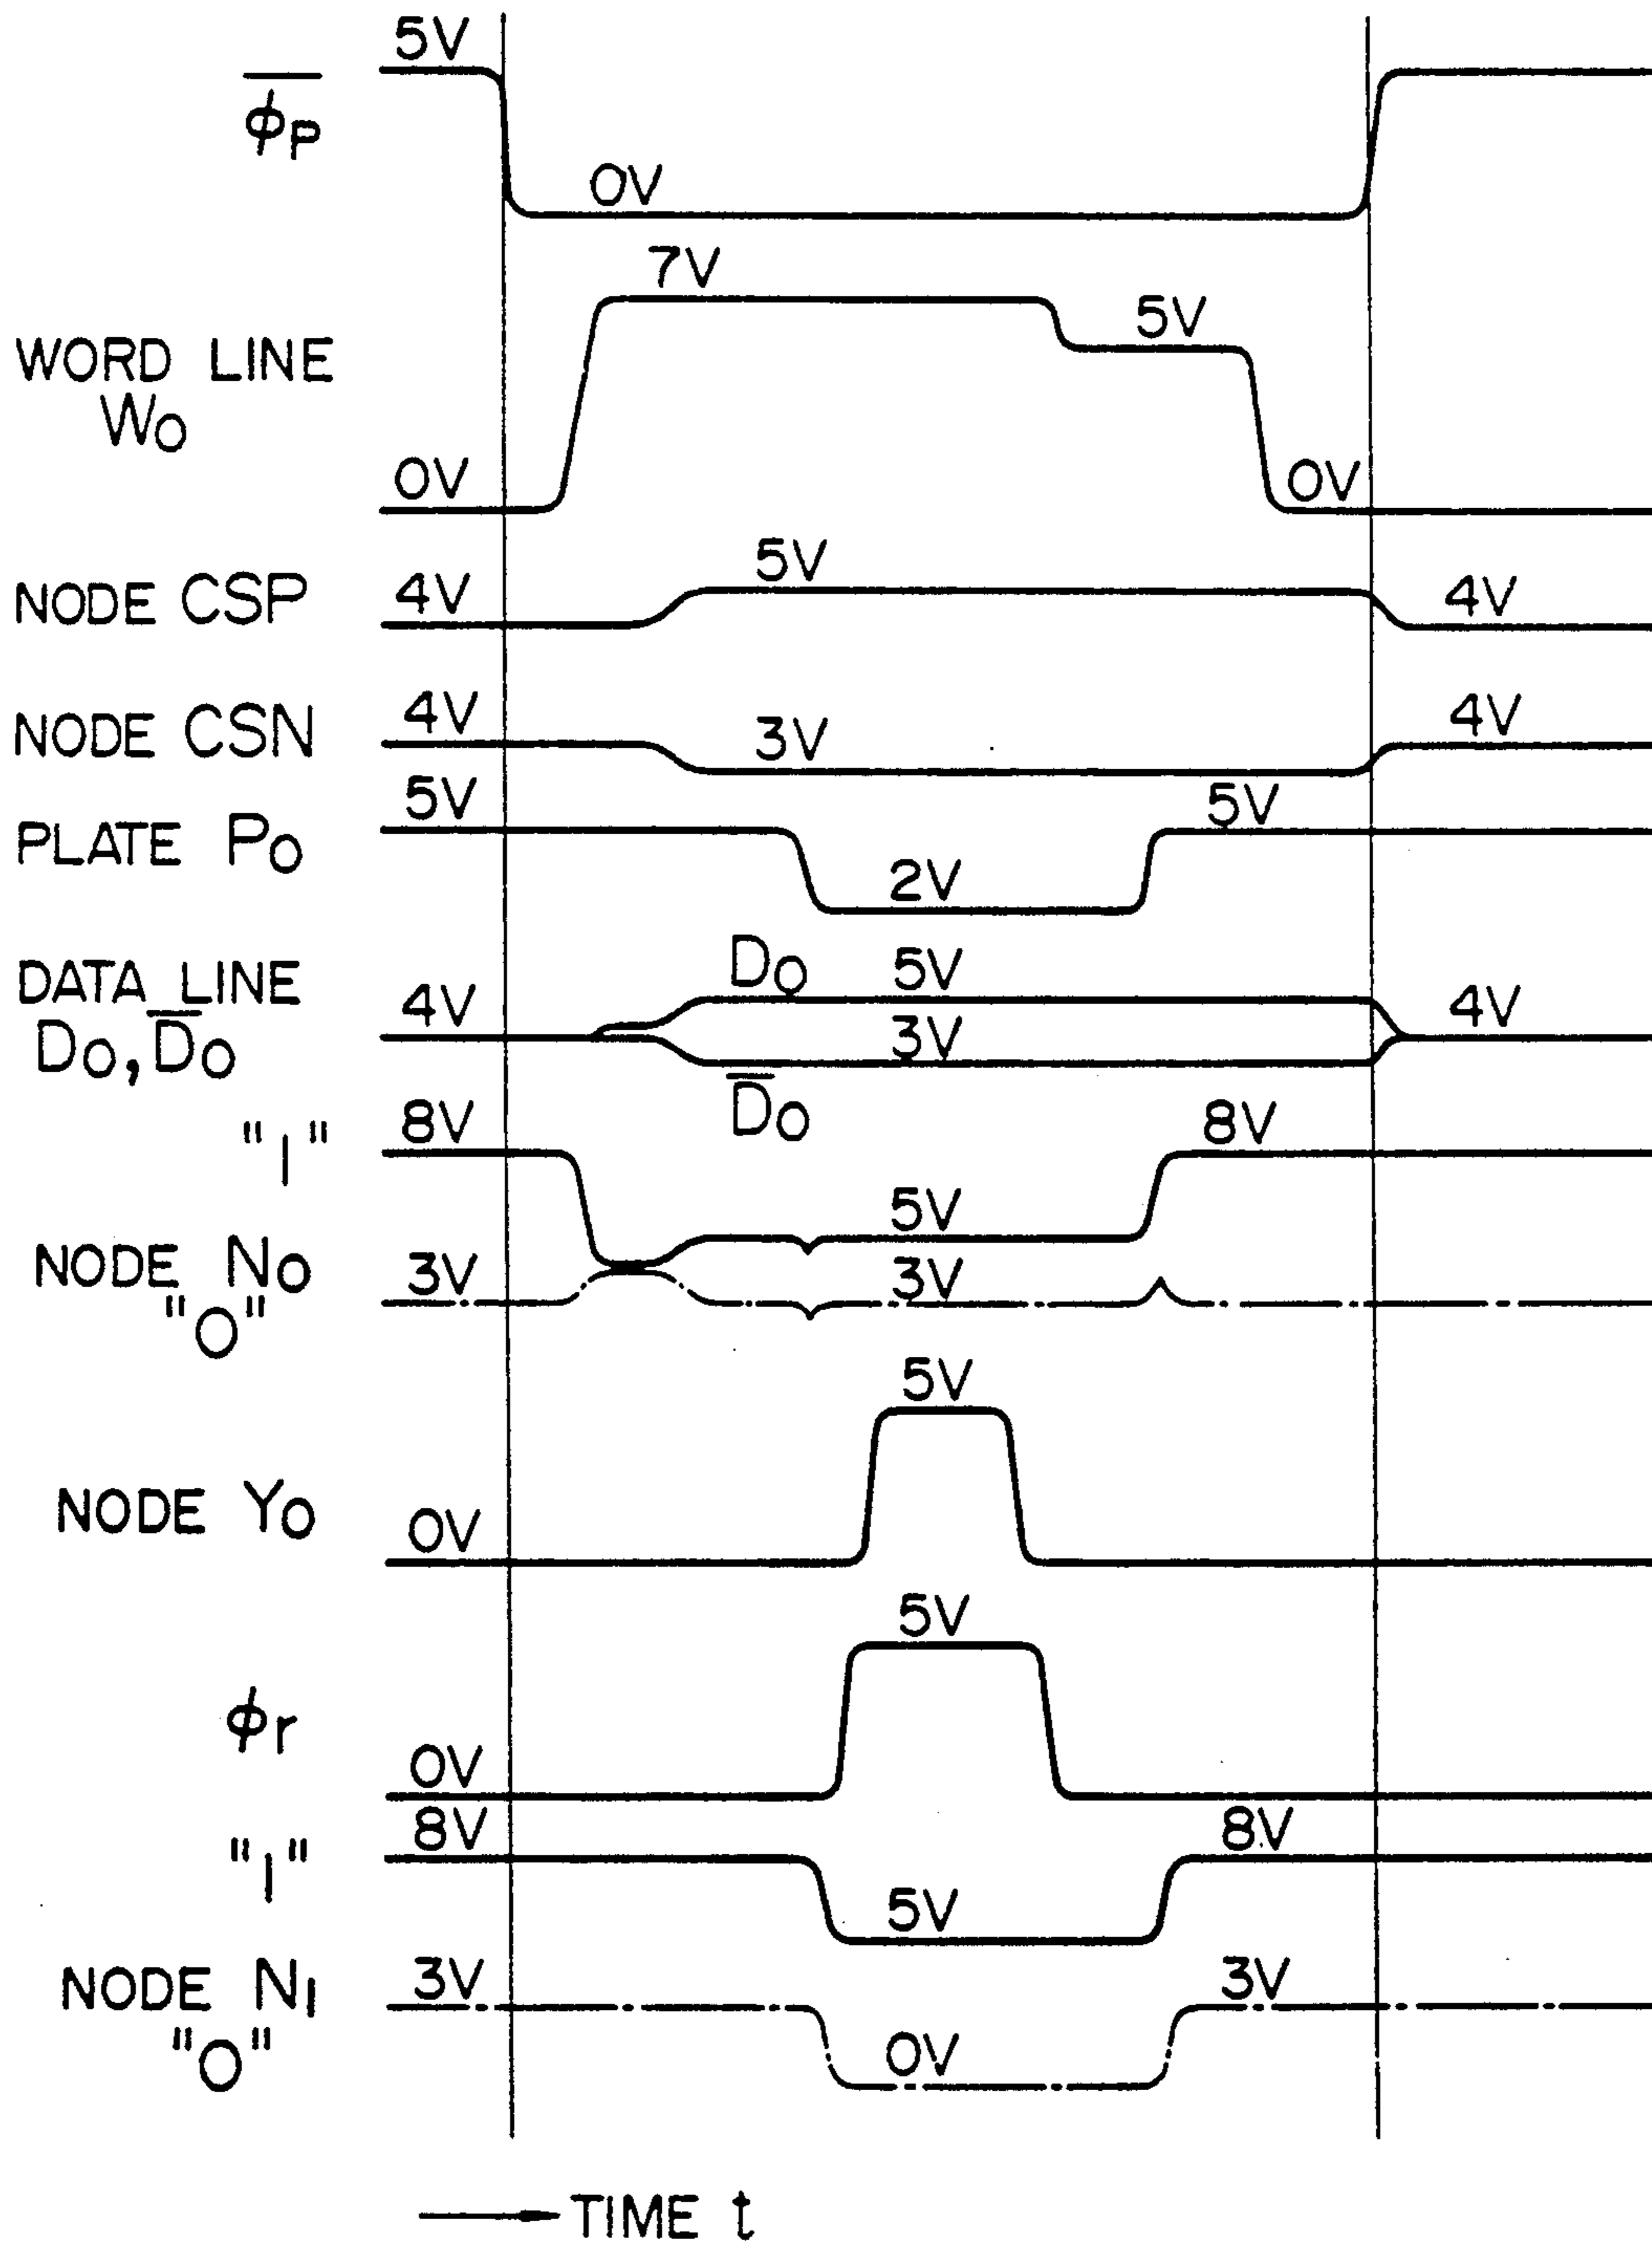 5V
ϕP
0V
7V
5V
WORD LINE
W0
0V
0V
5V
NODE CSP
4V
4V
4V
4V
NODE CSN
3V
5V
5V
PLATE P0
2V
D0
5V
DATA LINE
4V
4V
D0, D̅0
3V
D̅0
"1"
8V
8V
5V
NODE N0
3V
3V
"0"
5V
NODE Y0
0V
5V
ϕr
0V
8V
8V
"1"
5V
NODE N1
3V
3V
"0"
0V
TIME t